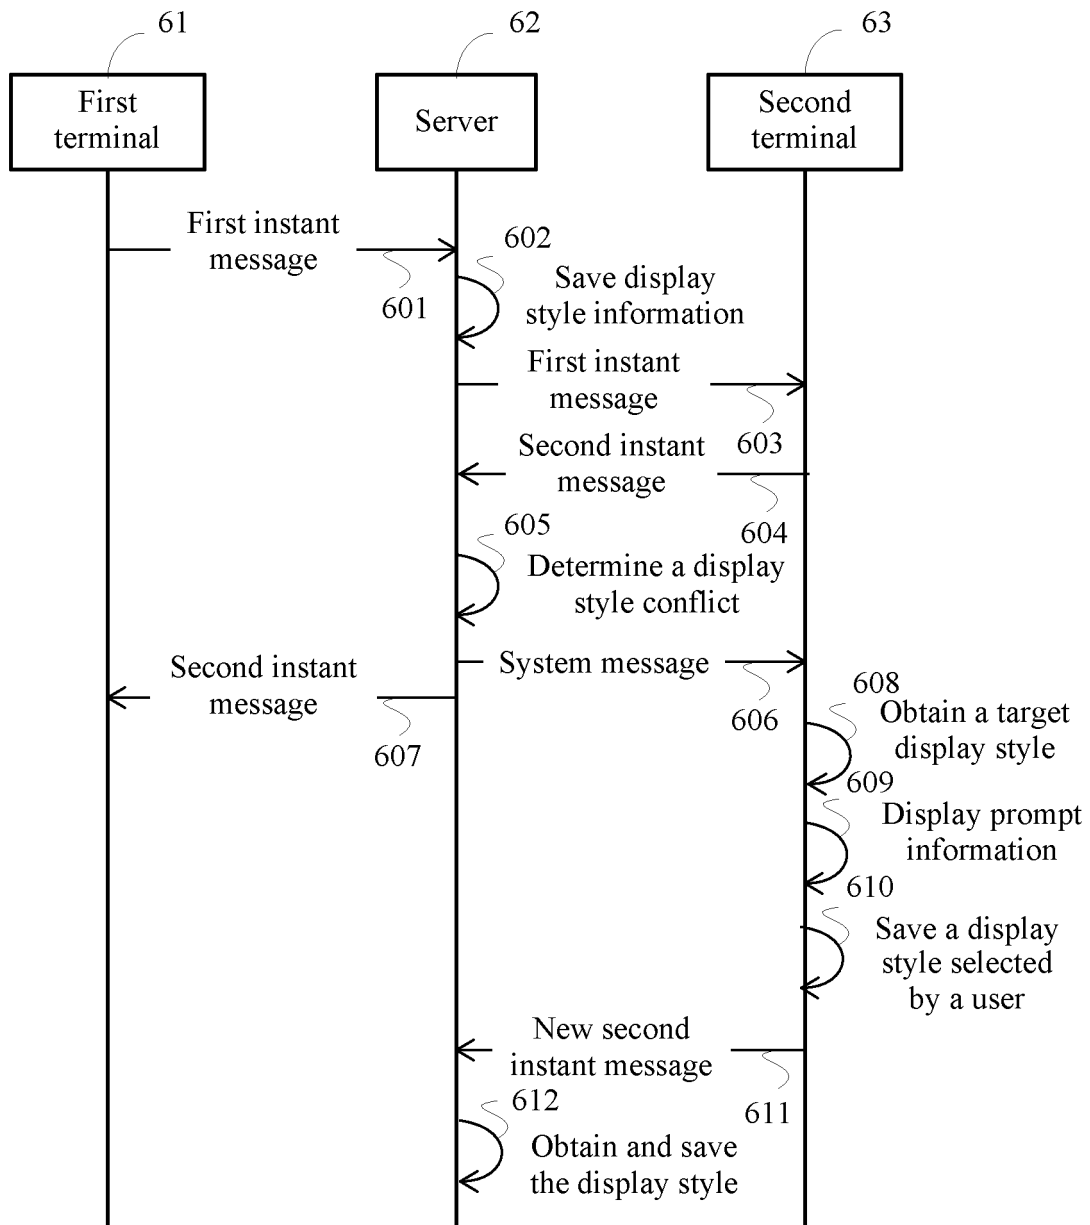 61
62
63
First
terminal
Server
Second
terminal
First instant
message
601
602
Save display
style information
First instant
message
603
Second instant
message
604
605
Determine a display
style conflict
System message
606
Second instant
message
607
608
Obtain a target
display style
609
Display prompt
information
610
Save a display
style selected
by a user
New second
instant message
611
612
Obtain and save
the display style